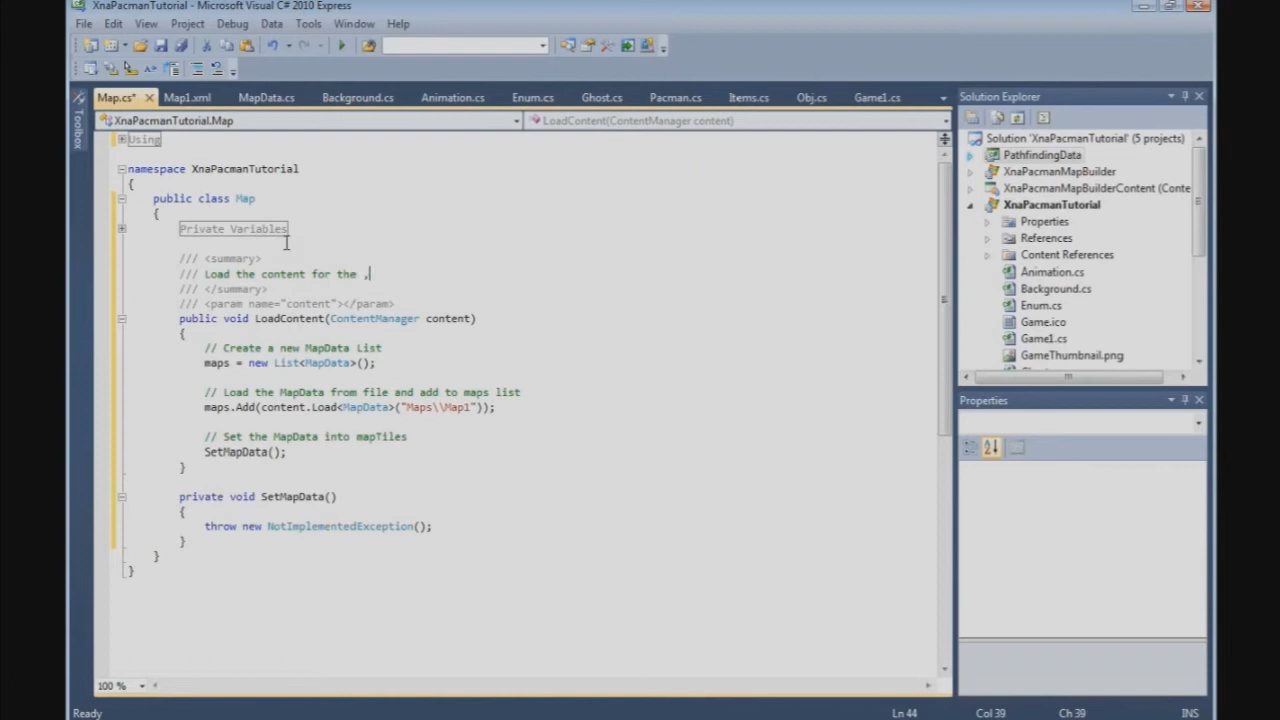 XnaPacmanTutorial - Microsoft Visual C# 2010 Express
File Edit View Project Debug Data Tools Window Help
Map.cs* Map1.xml MapData.cs Background.cs Animation.cs Enum.cs Ghost.cs Pacman.cs Items.cs Obj.cs Game1.cs
XnaPacmanTutorial.Map LoadContent(ContentManager content)
Toolbox
Using
namespace XnaPacmanTutorial
{
public class Map
{
Private Variables
/// <summary>
/// Load the content for the ,
/// </summary>
/// <param name="content"></param>
public void LoadContent(ContentManager content)
{
// Create a new MapData List
maps = new List<MapData>();
// Load the MapData from file and add to maps list
maps.Add(content.Load<MapData>("Maps\\Map1"));
// Set the MapData into mapTiles
SetMapData();
}
private void SetMapData()
{
throw new NotImplementedException();
}
}
}
100 %
Solution Explorer
Solution 'XnaPacmanTutorial' (5 projects)
PathfindingData
XnaPacmanMapBuilder
XnaPacmanMapBuilderContent (Conte
XnaPacmanTutorial
Properties
References
Content References
Animation.cs
Background.cs
Enum.cs
Game.ico
Game1.cs
GameThumbnail.png
Properties
Ready Ln 44 Col 39 Ch 39 INS